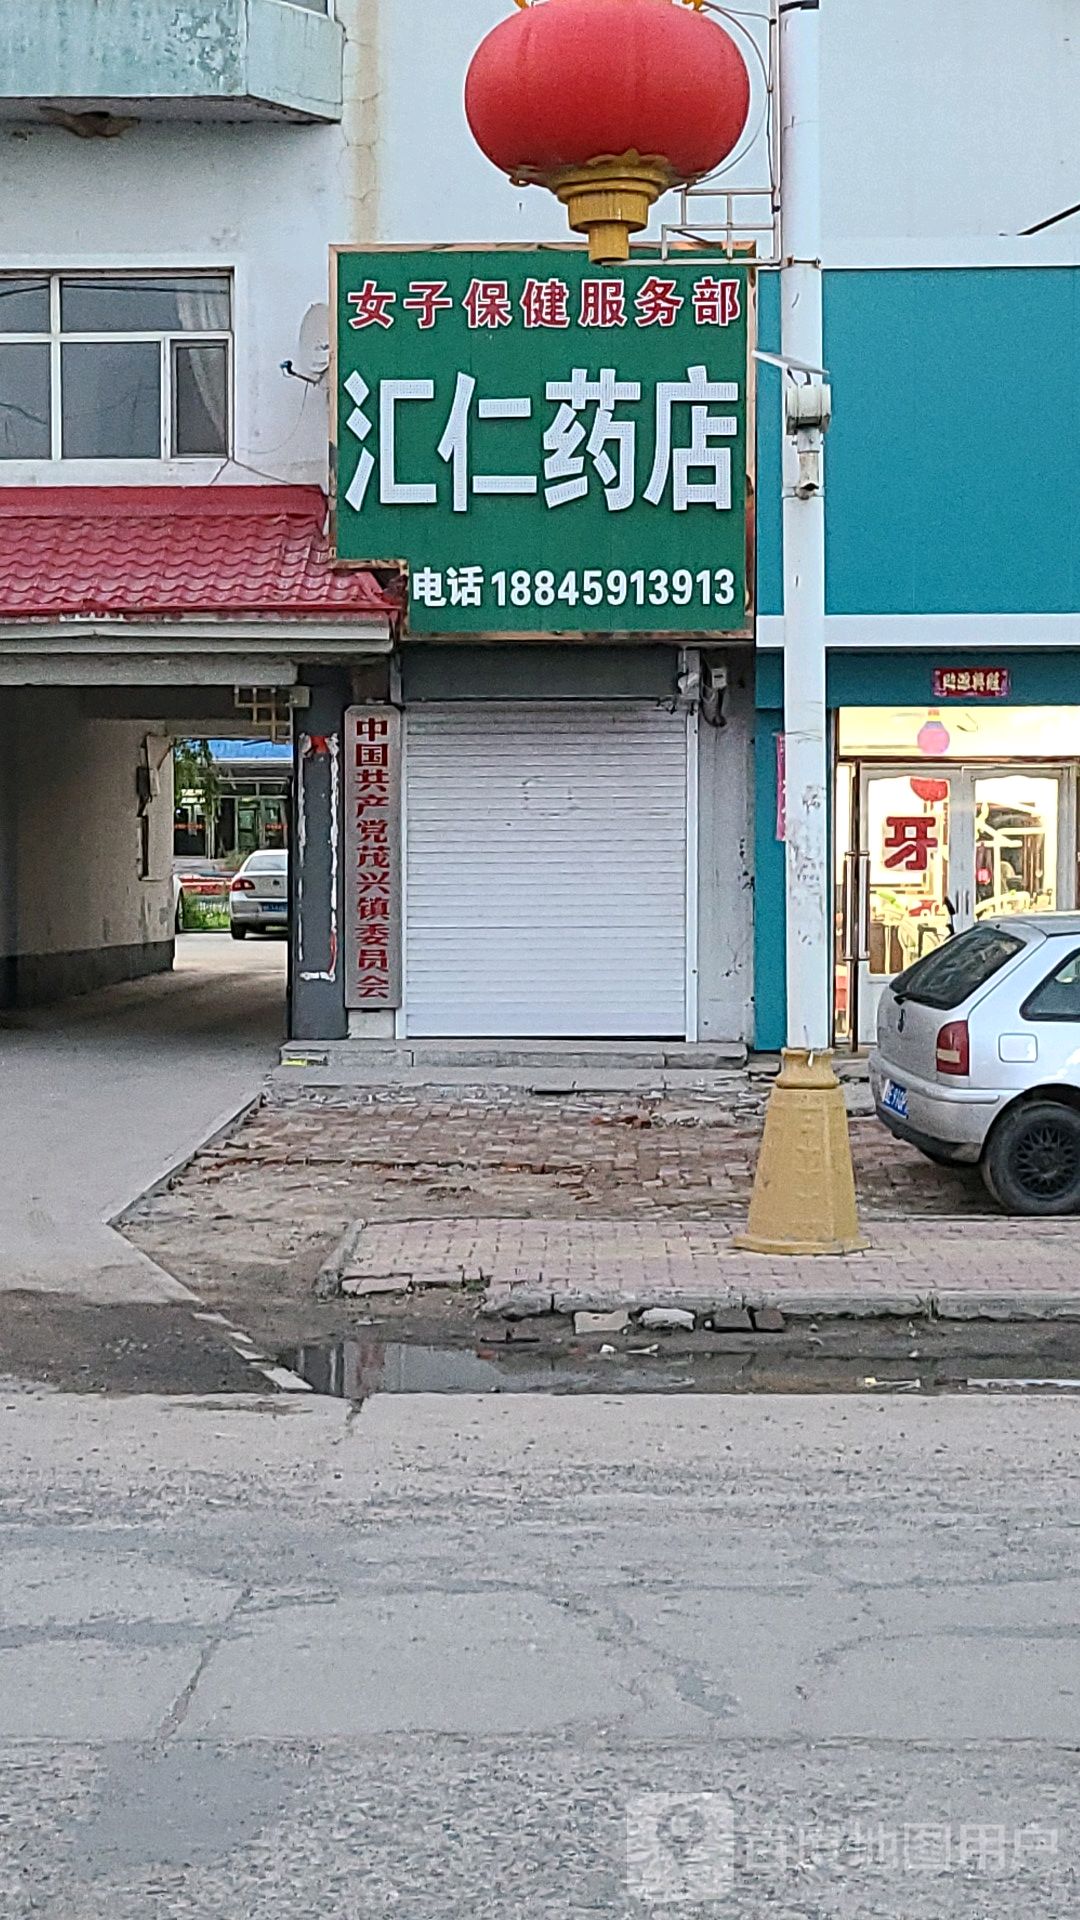 女子保健服务部
汇仁药店
电话18845913913
中国共产党茂兴镇委员会
牙
百度地图用户